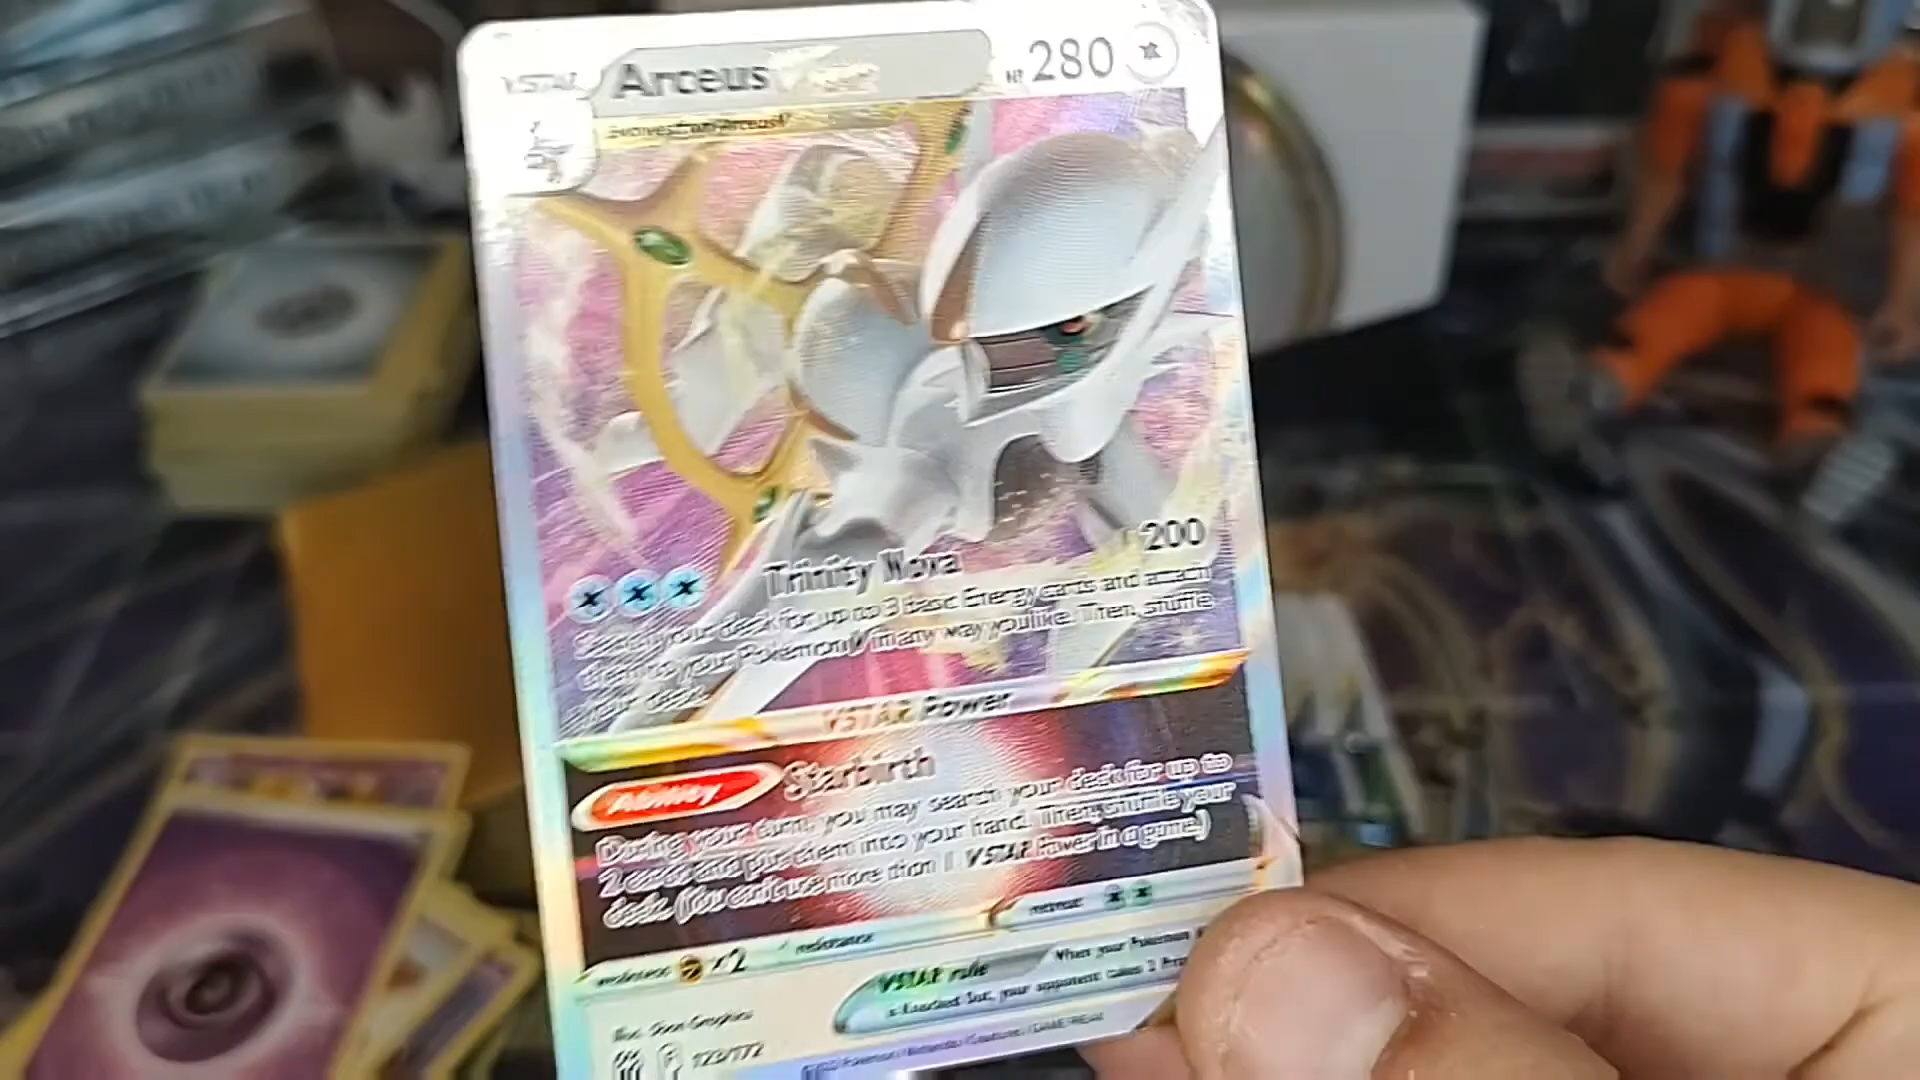 VSTAR Arceus VSTAR HP 280
Evolves from Arceus V
Trinity Nova 200
Search your deck for up to 3 basic Energy cards and attach
them to your Pokémon V in any way you like. Then, shuffle
your deck.
VSTAR Power
Ability Starbirth
During your turn, you may search your deck for up to
2 cards and put them into your hand. Then, shuffle your
deck. (You can't use more than 1 VSTAR Power in a game.)
retreat
weakness ×2 resistance
VSTAR rule When your Pokémon
is Knocked Out, your opponent takes 2 Priz
123/172